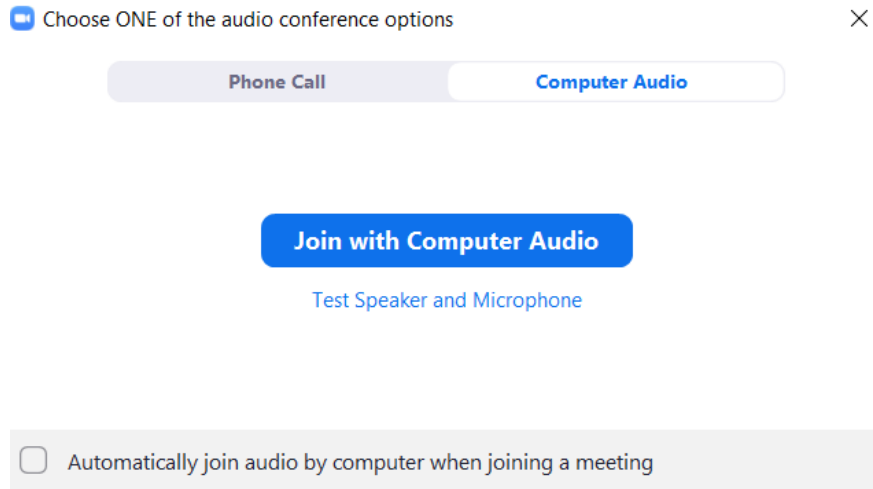 Choose ONE of the audio conference options
Phone Call
Computer Audio
Join with Computer Audio
Test Speaker and Microphone
Automatically join audio by computer when joining a meeting